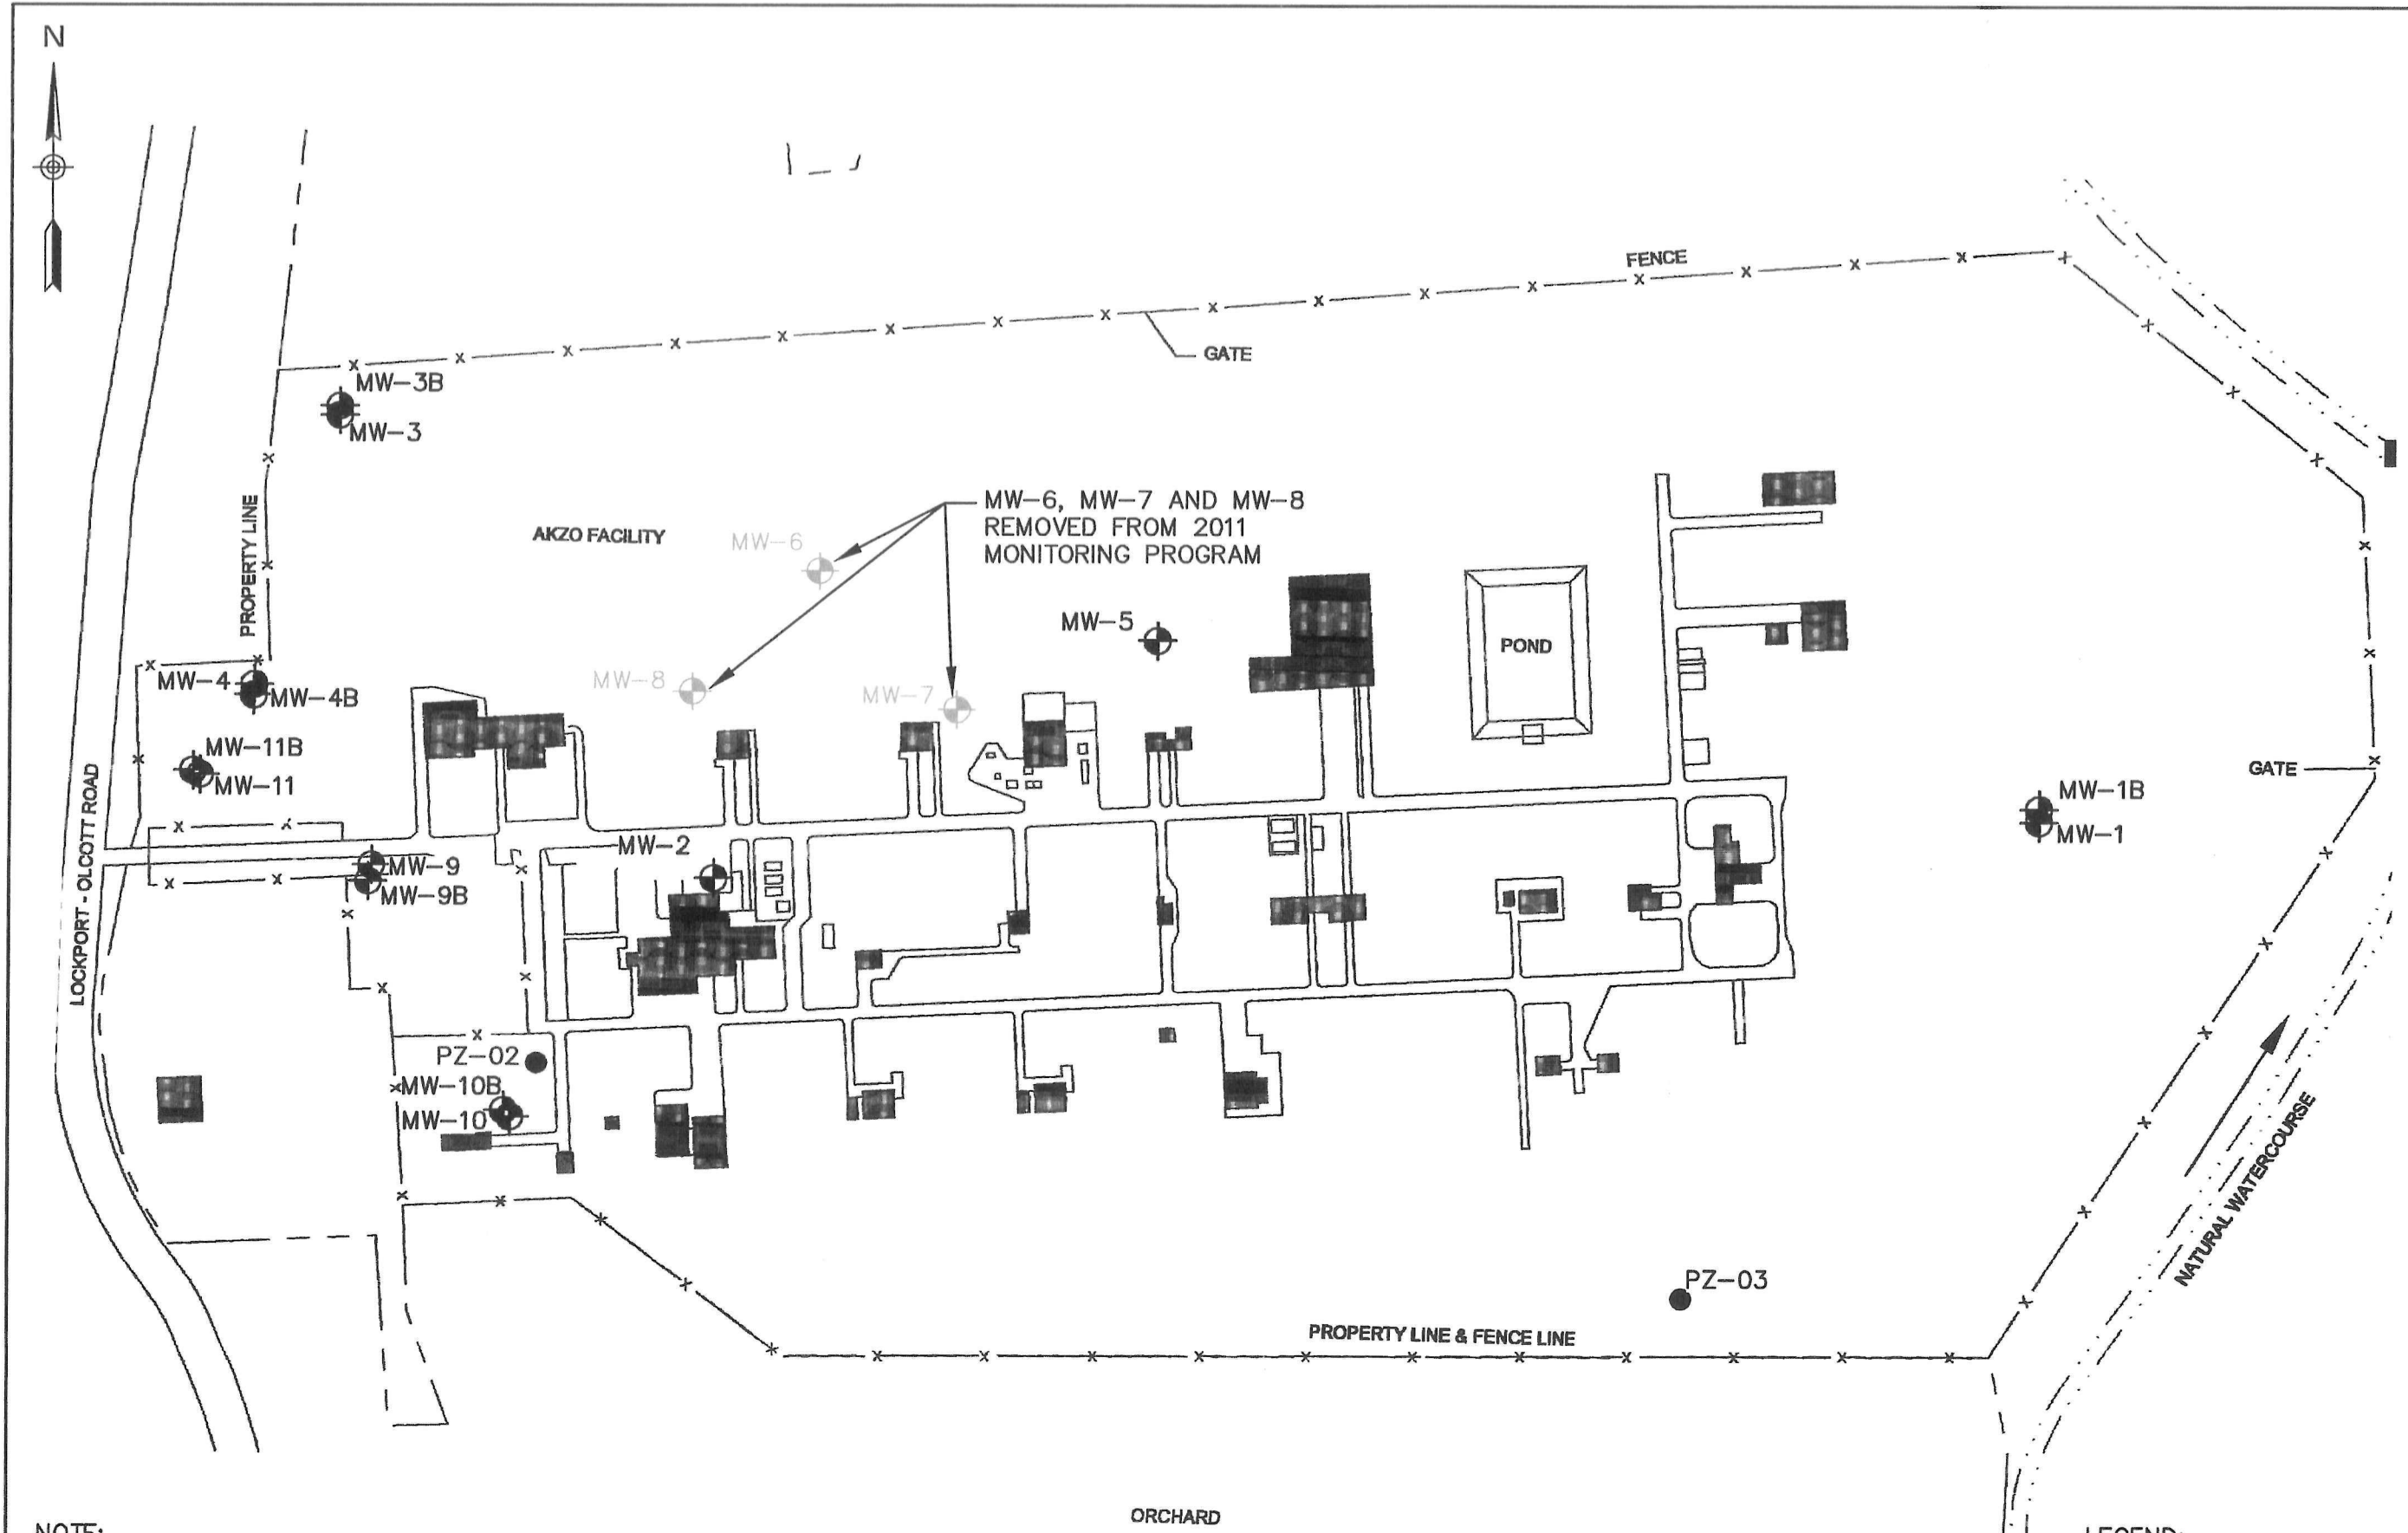 N
FENCE
GATE
MW-3B
MW-3
PROPERTY LINE
AKZO FACILITY
MW-6
MW-6, MW-7 AND MW-8
REMOVED FROM 2011
MONITORING PROGRAM
MW-5
POND
MW-8
MW-7
MW-4
MW-4B
MW-11B
MW-11
GATE
MW-1B
MW-1
LOCKPORT - OLCOTT ROAD
MW-2
MW-9
MW-9B
PZ-02
MW-10B
MW-10
NATURAL WATERCOURSE
PZ-03
PROPERTY LINE & FENCE LINE
ORCHARD
NOTE:
LEGEND: